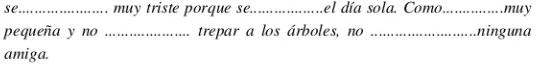 se...................... muy triste porque se..................el día sola. Como...............muy
pequeña y no ..................... trepar a los árboles, no ..........................ninguna
amiga.